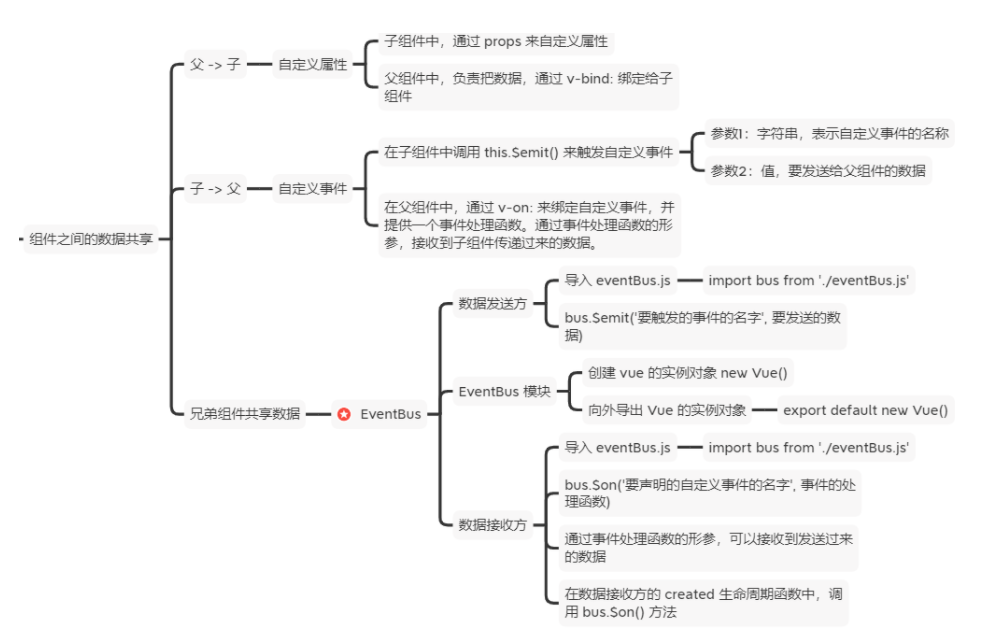 组件之间的数据共享
父 -> 子
自定义属性
子组件中，通过 props 来自定义属性
父组件中，负责把数据，通过 v-bind: 绑定给子
组件
子 -> 父
自定义事件
在子组件中调用 this.$emit() 来触发自定义事件
参数1：字符串，表示自定义事件的名称
参数2：值，要发送给父组件的数据
在父组件中，通过 v-on: 来绑定自定义事件，并
提供一个事件处理函数。通过事件处理函数的形
参，接收到子组件传递过来的数据。
兄弟组件共享数据
EventBus
数据发送方
导入 eventBus.js
import bus from './eventBus.js'
bus.$emit('要触发的事件的名字', 要发送的数
据)
EventBus 模块
创建 vue 的实例对象 new Vue()
向外导出 Vue 的实例对象
export default new Vue()
数据接收方
导入 eventBus.js
import bus from './eventBus.js'
bus.$on('要声明的自定义事件的名字', 事件的处
理函数)
通过事件处理函数的形参，可以接收到发送过来
的数据
在数据接收方的 created 生命周期函数中，调
用 bus.$on() 方法